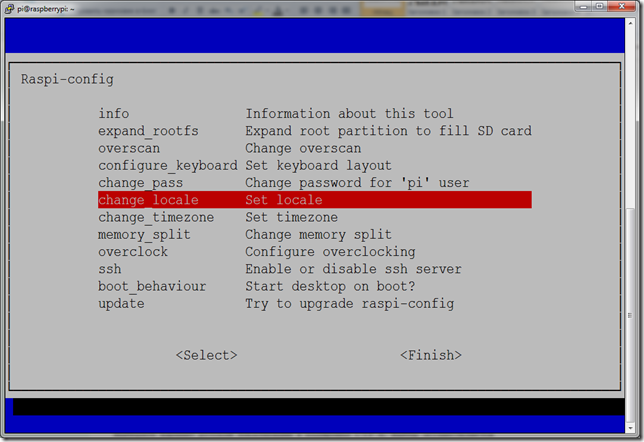 pi@raspberrypi: ~
Raspi-config
info Information about this tool
expand_rootfs Expand root partition to fill SD card
overscan Change overscan
configure_keyboard Set keyboard layout
change_pass Change password for 'pi' user
change_locale Set locale
change_timezone Set timezone
memory_split Change memory split
overclock Configure overclocking
ssh Enable or disable ssh server
boot_behaviour Start desktop on boot?
update Try to upgrade raspi-config
<Select> <Finish>